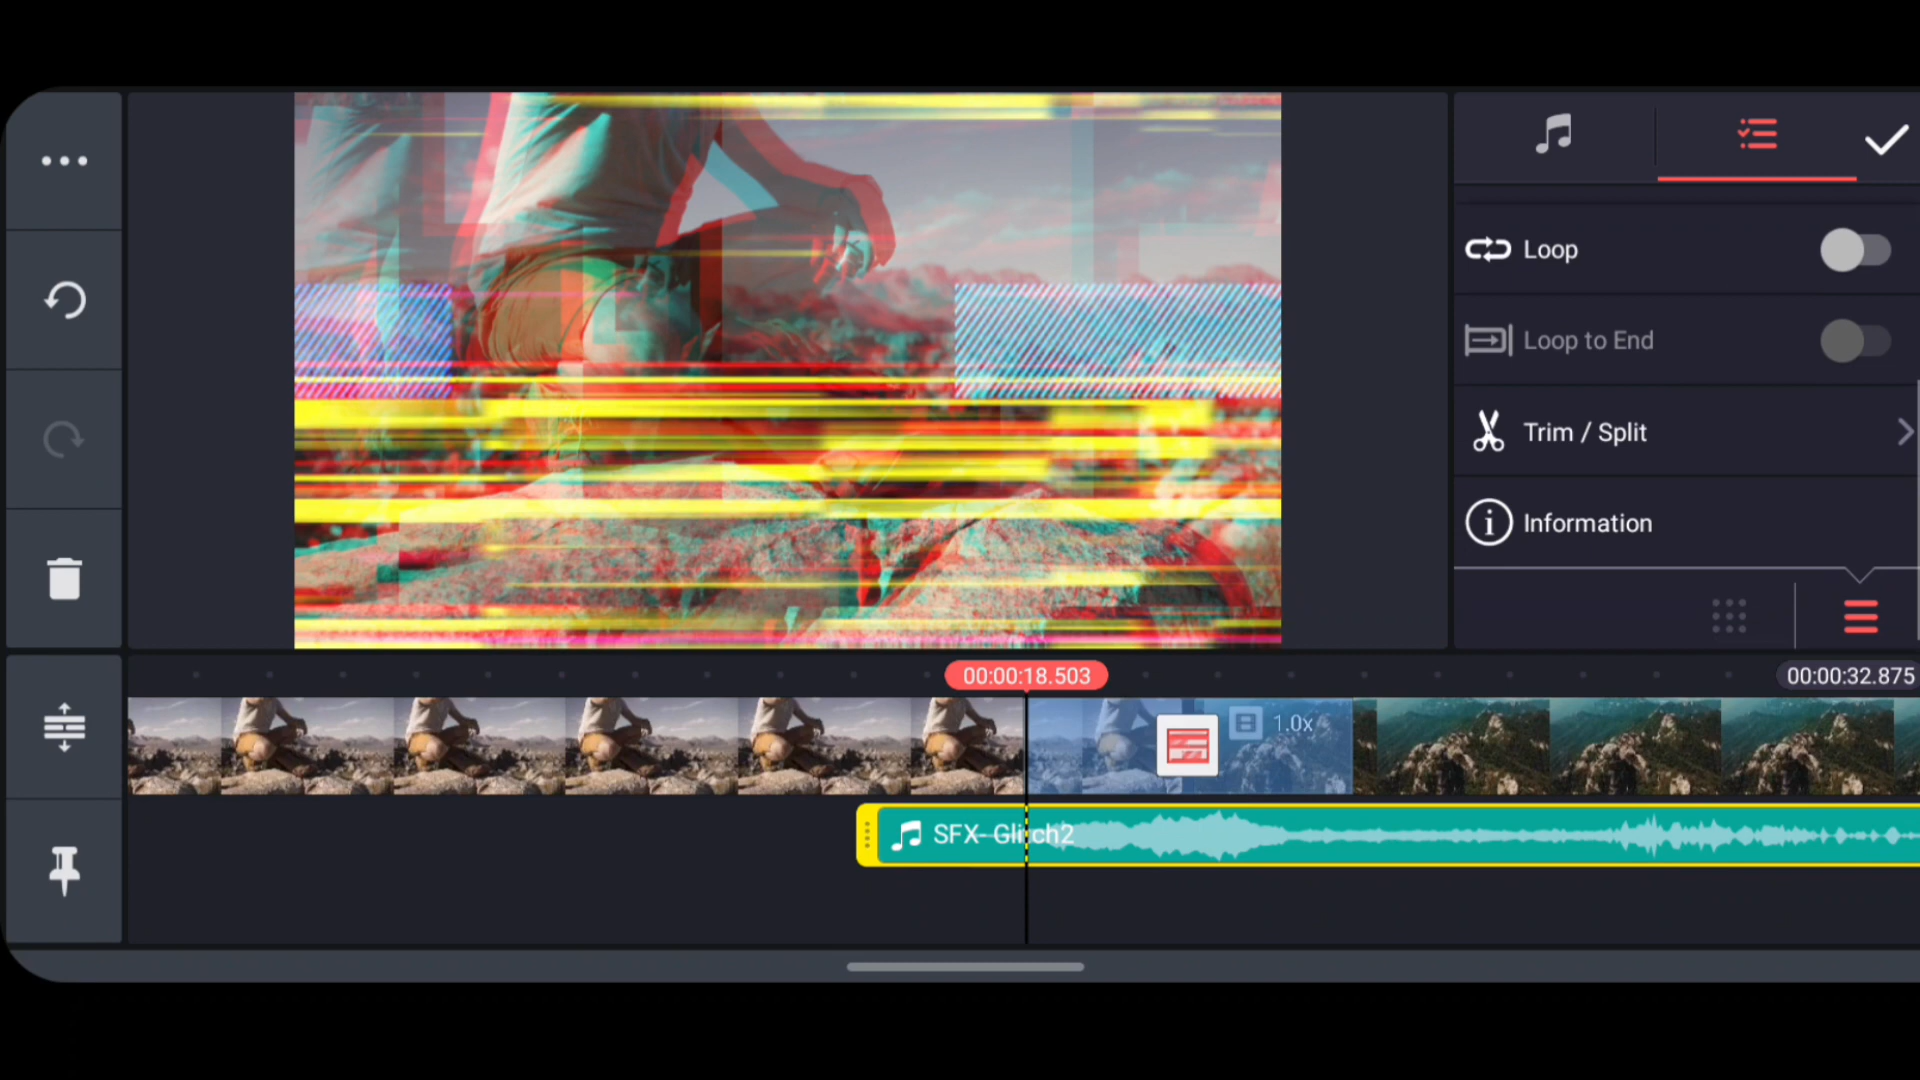 Loop
Loop to End
Trim / Split
Information
00:00:18.503
00:00:32.875
1.0x
SFX- Glitch2